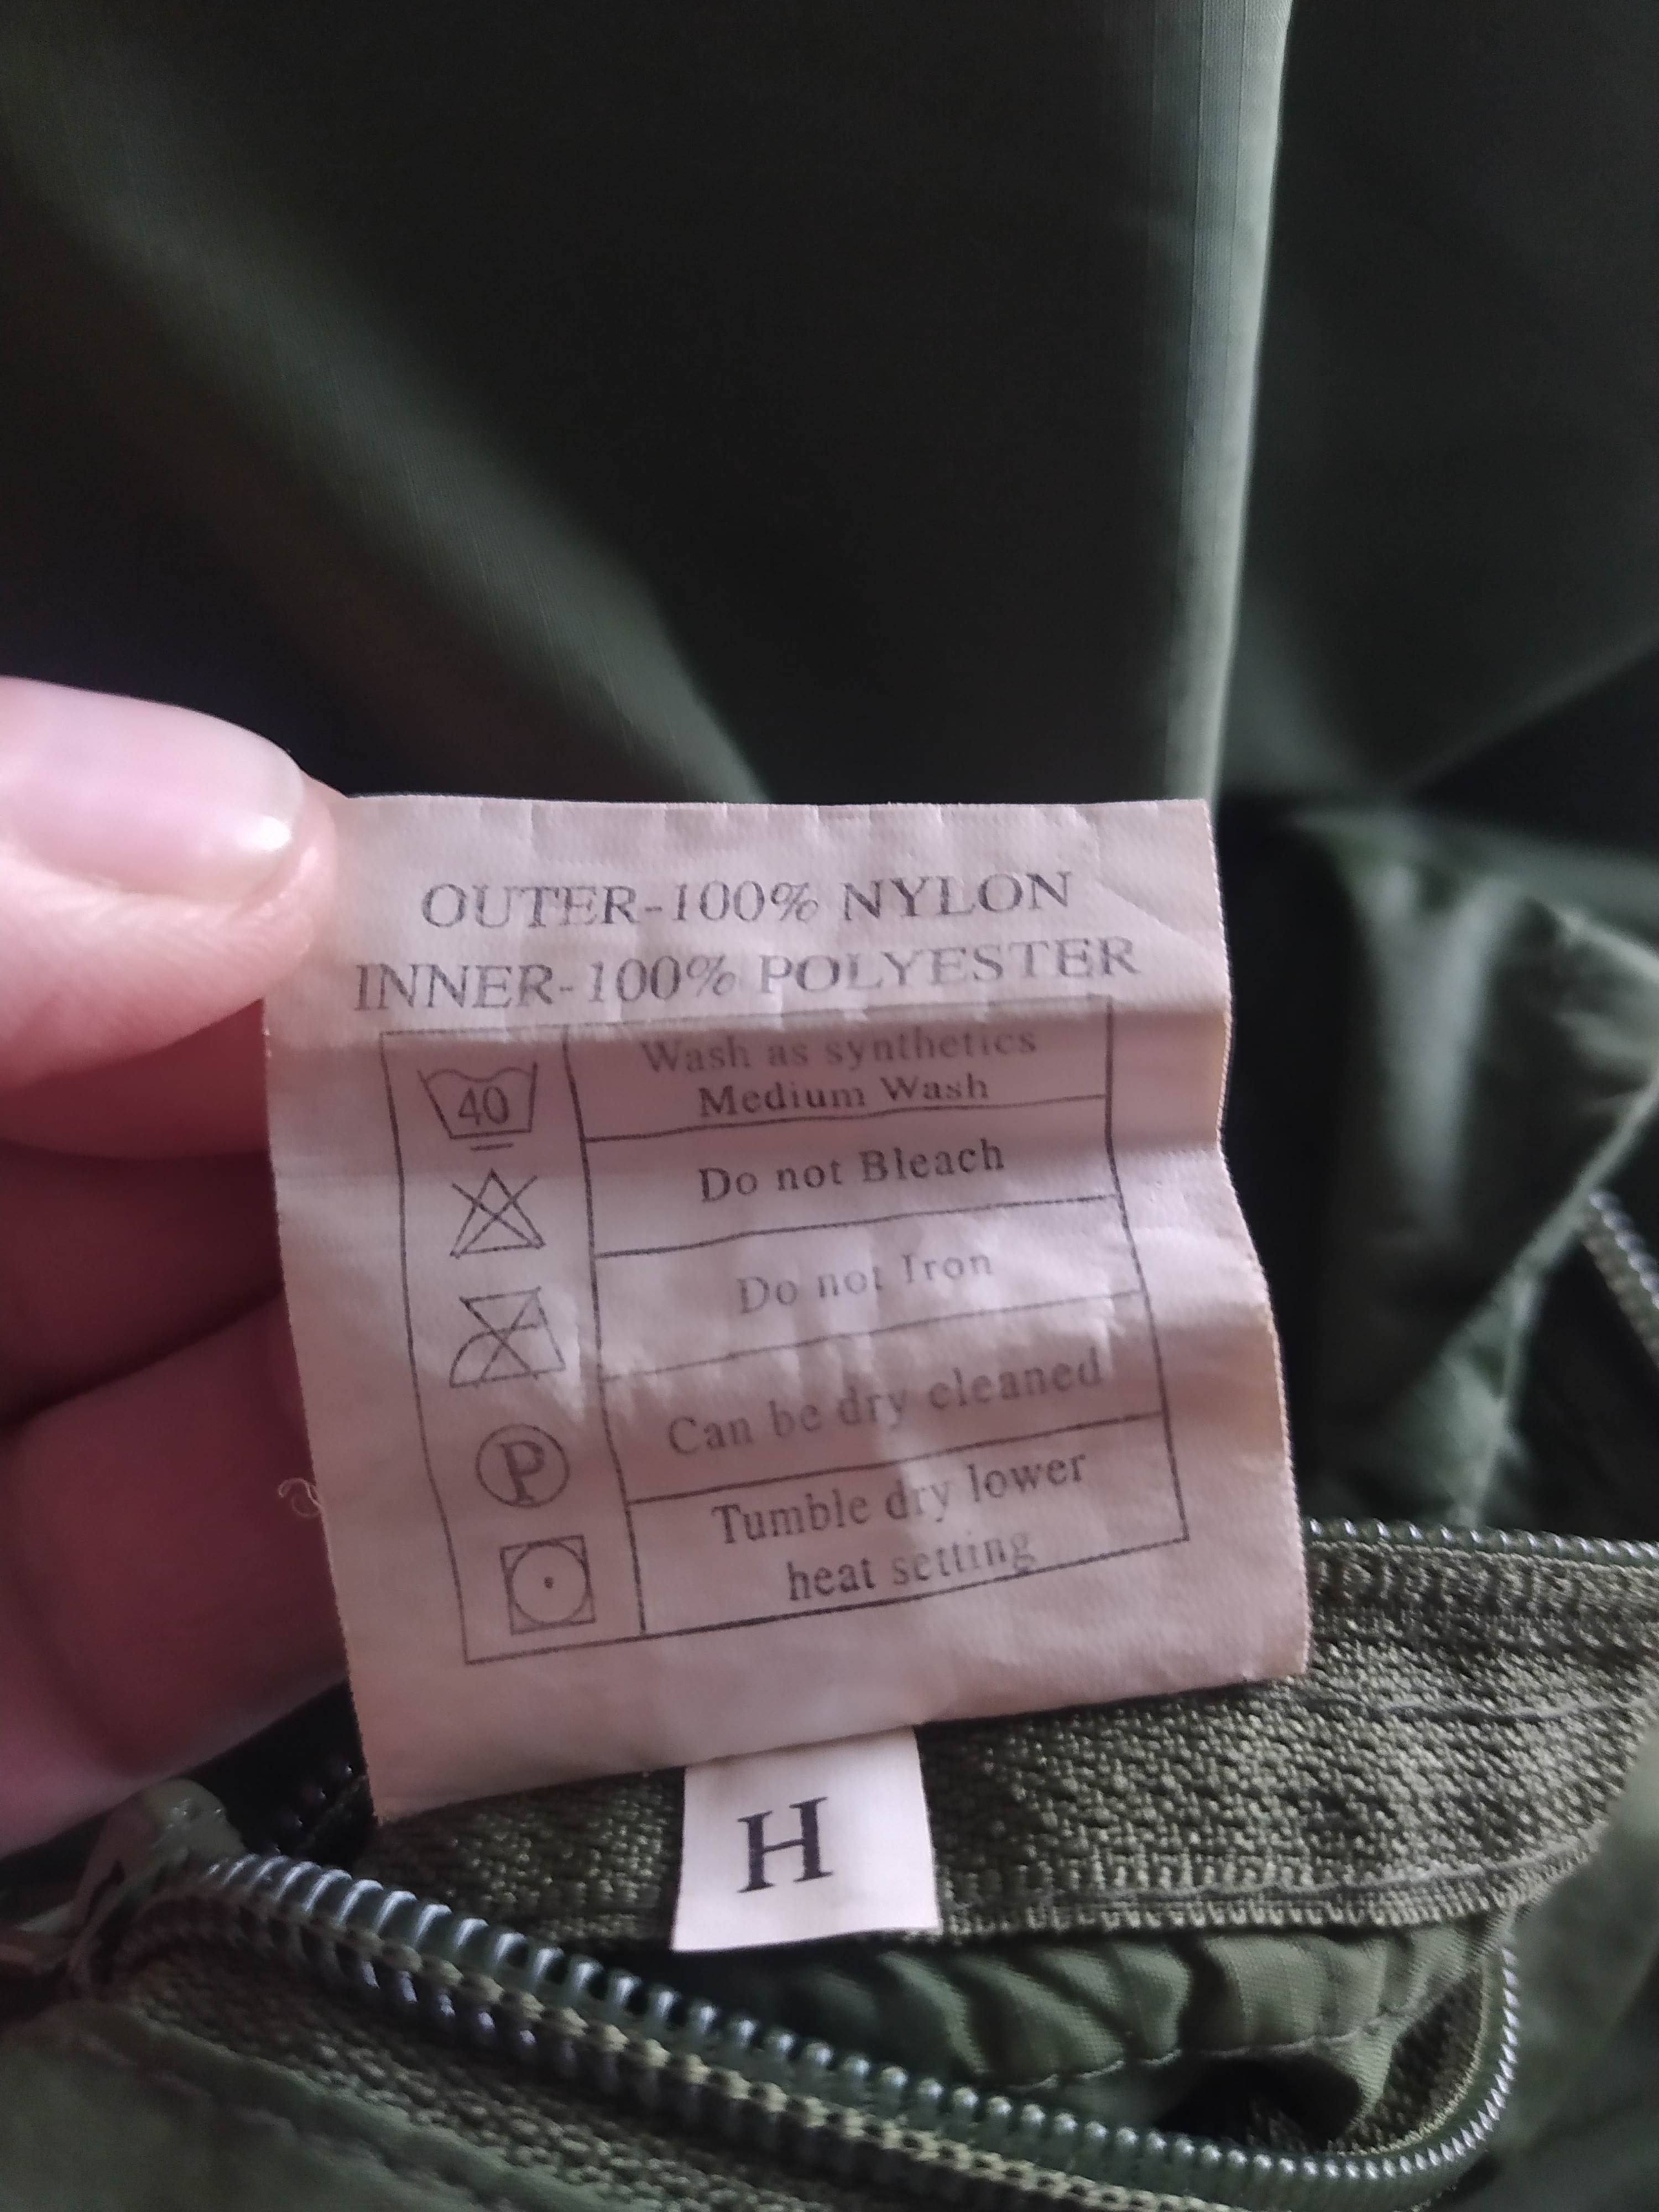 OUTER-100% NYLON
INNER-100% POLYESTER
40
Wash as synthetics
Medium Wash
Do not Bleach
Do not Iron
P
Can be dry cleaned
Tumble dry lower
heat setting
H